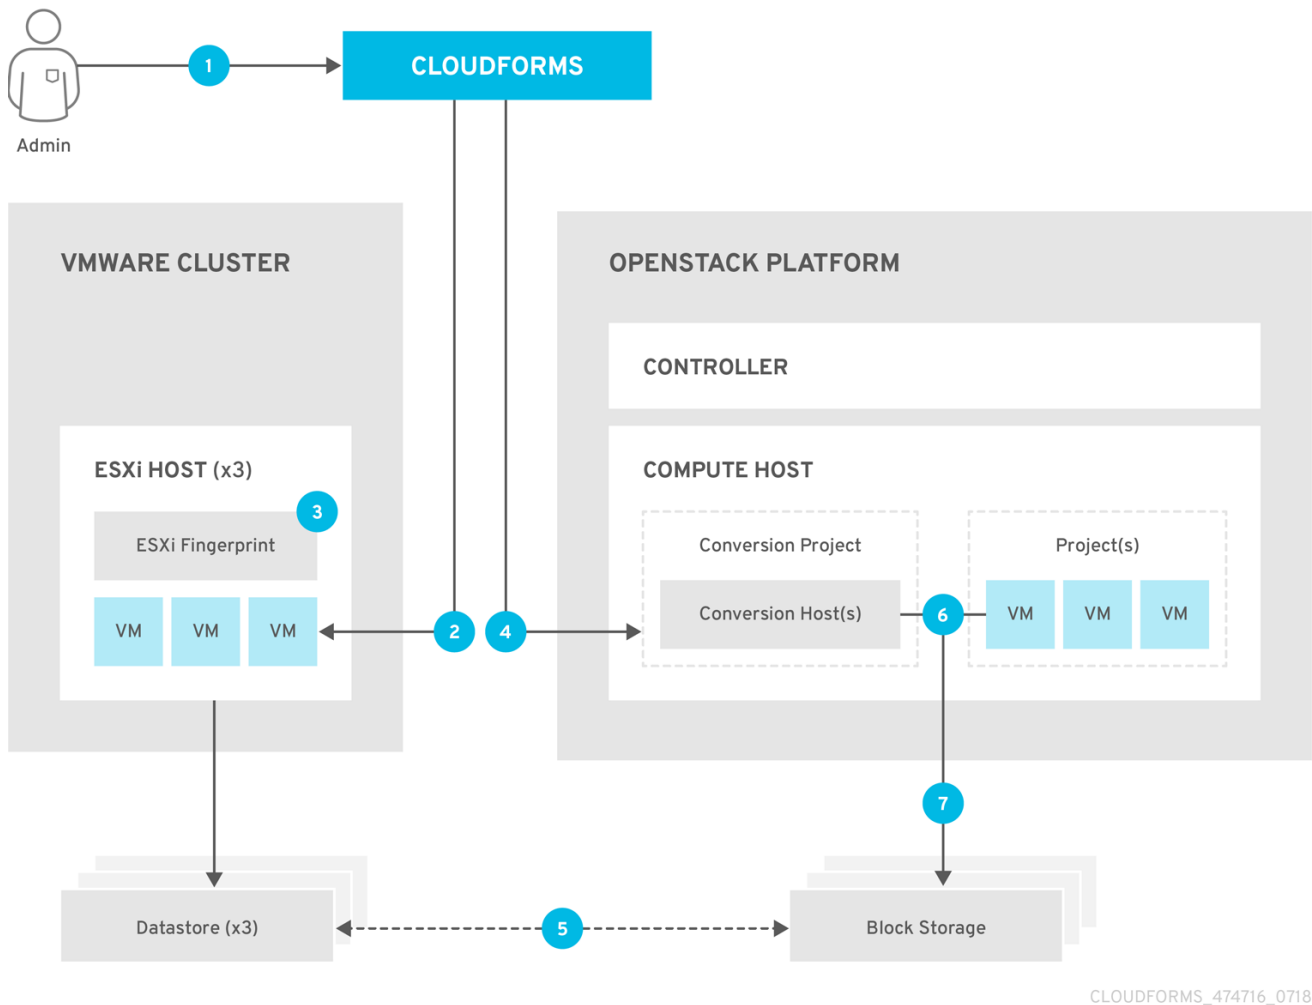 1
CLOUDFORMS
Admin
VMWARE CLUSTER
OPENSTACK PLATFORM
CONTROLLER
ESXi HOST (x3)
COMPUTE HOST
3
ESXi Fingerprint
Conversion Project
Project(s)
Conversion Host(s)
6
VM VM VM
VM VM VM
2
4
7
Datastore (x3)
5
Block Storage
CLOUDFORMS_474716_0718